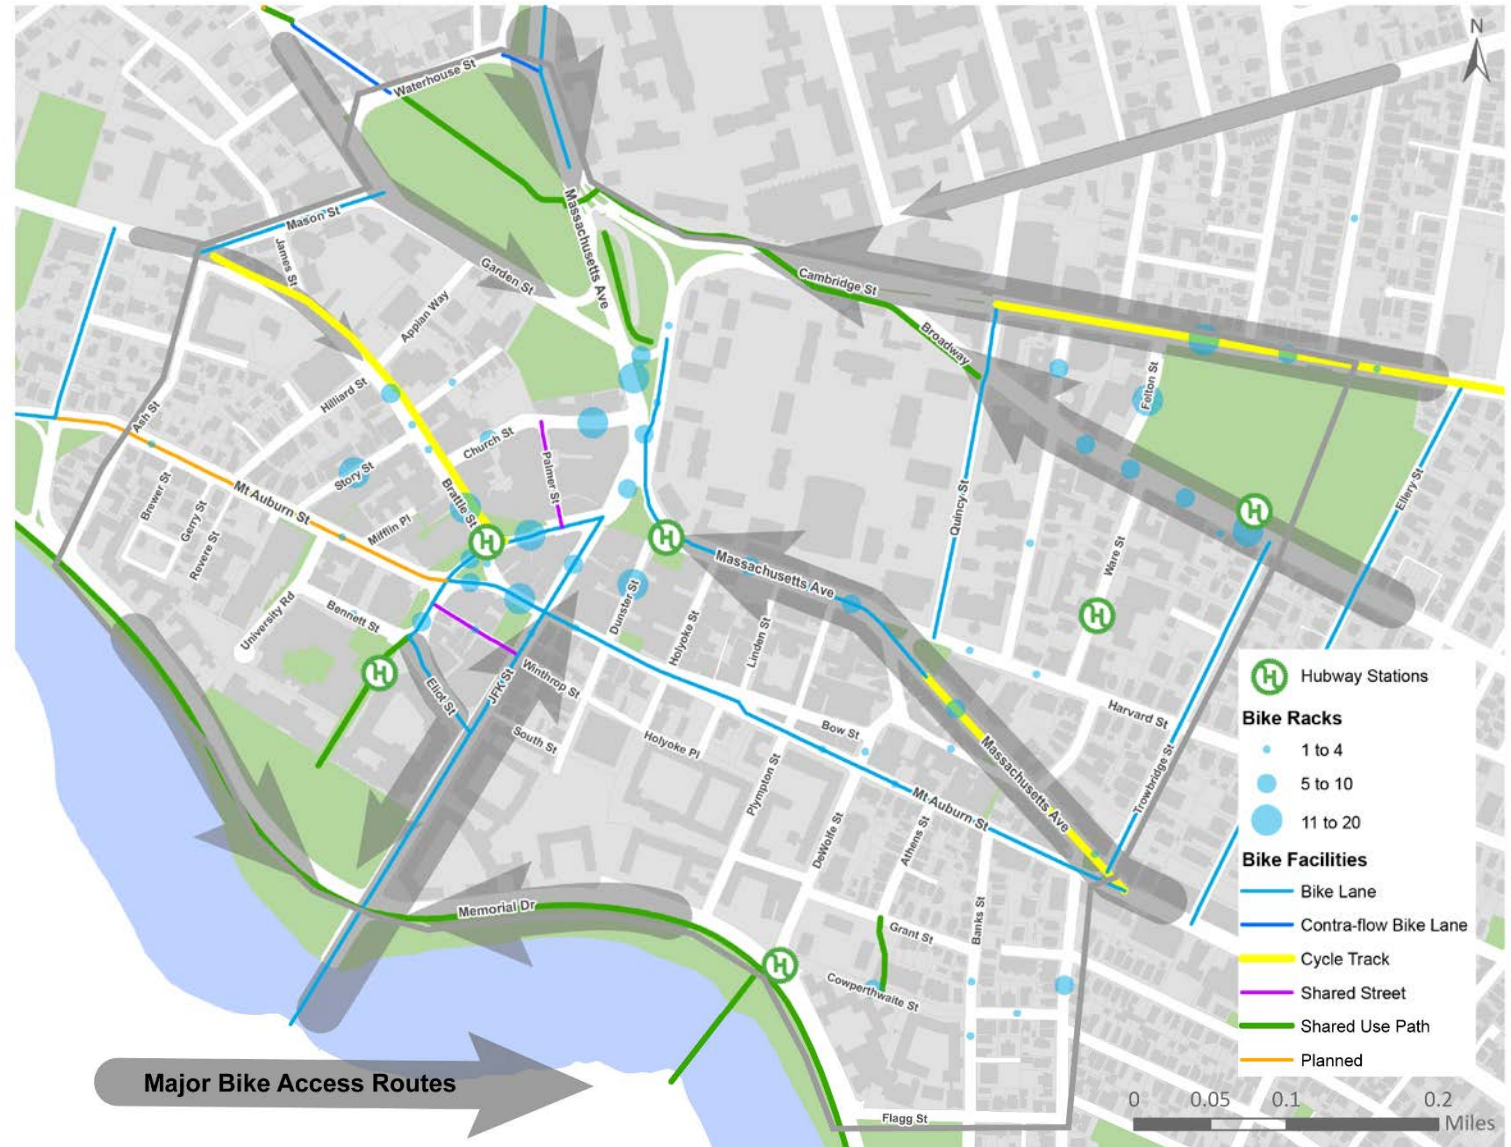 N
Waterhouse St
Mason St
James St
Massachusetts Ave
Garden St
Appian Way
Cambridge St
Broadway
Felton St
Hilliard St
Ash St
Church St
Story St
Palmer St
Brattle St
Mt Auburn St
Mifflin Pl
Brewer St
Gerry St
Revere St
Quincy St
Ware St
Ellery St
Massachusetts Ave
University Rd
Bennett St
Dunster St
Holyoke St
Linden St
Winthrop St
Eliot St
JFK St
South St
Holyoke Pl
Bow St
Plympton St
Harvard St
Massachusetts Ave
Trowbridge St
Mt Auburn St
DeWolfe St
Athens St
Banks St
Memorial Dr
Grant St
Cowperthwaite St
Flagg St
Major Bike Access Routes
Hubway Stations
Bike Racks
1 to 4
5 to 10
11 to 20
Bike Facilities
Bike Lane
Contra-flow Bike Lane
Cycle Track
Shared Street
Shared Use Path
Planned
0 0.05 0.1 0.2
Miles